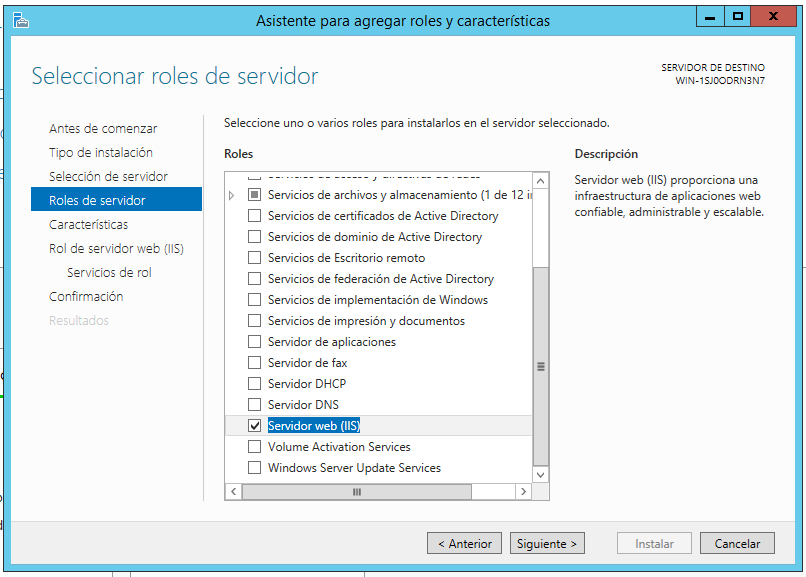 Asistente para agregar roles y características
Seleccionar roles de servidor
SERVIDOR DE DESTINO
WIN-1SJ0ODRN3N7
Antes de comenzar
Tipo de instalación
Selección de servidor
Roles de servidor
Características
Rol de servidor web (IIS)
Servicios de rol
Confirmación
Resultados
Seleccione uno o varios roles para instalarlos en el servidor seleccionado.
Roles
Servicios de archivos y almacenamiento (1 de 12 in
Servicios de certificados de Active Directory
Servicios de dominio de Active Directory
Servicios de Escritorio remoto
Servicios de federación de Active Directory
Servicios de implementación de Windows
Servicios de impresión y documentos
Servidor de aplicaciones
Servidor de fax
Servidor DHCP
Servidor DNS
Servidor web (IIS)
Volume Activation Services
Windows Server Update Services
Descripción
Servidor web (IIS) proporciona una
infraestructura de aplicaciones web
confiable, administrable y escalable.
< Anterior
Siguiente >
Instalar
Cancelar